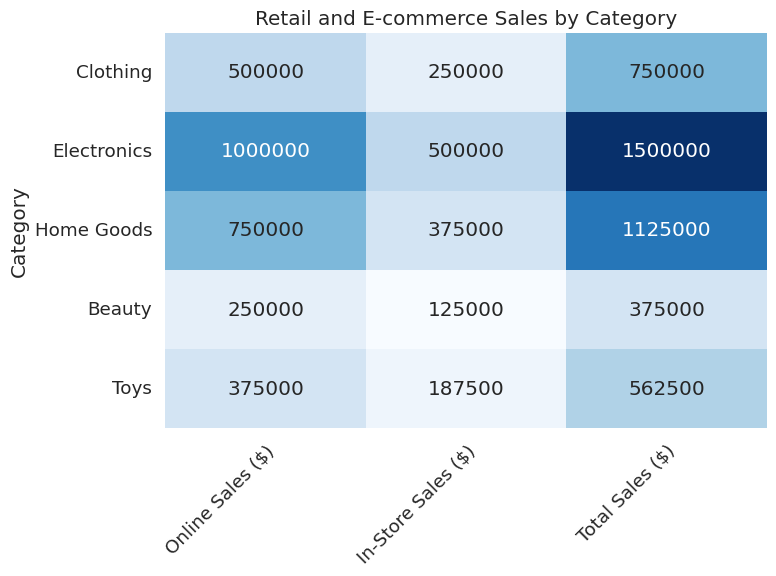 Retail and E-commerce Sales by Category
Category
Clothing 500000 250000 750000
Electronics 1000000 500000 1500000
Home Goods 750000 375000 1125000
Beauty 250000 125000 375000
Toys 375000 187500 562500
Online Sales ($) In-Store Sales ($) Total Sales ($)